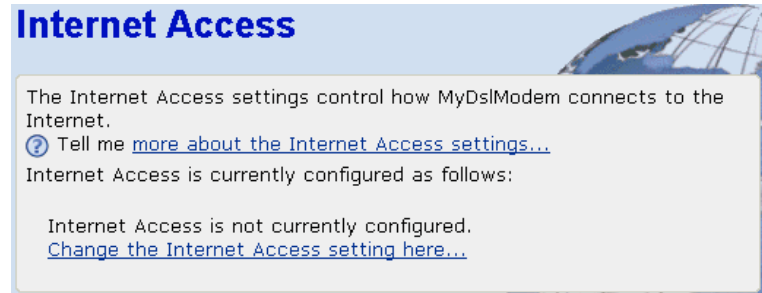 Internet Access
The Internet Access settings control how MyDslModem connects to the
Internet.
Tell me more about the Internet Access settings...
Internet Access is currently configured as follows:
Internet Access is not currently configured.
Change the Internet Access setting here...